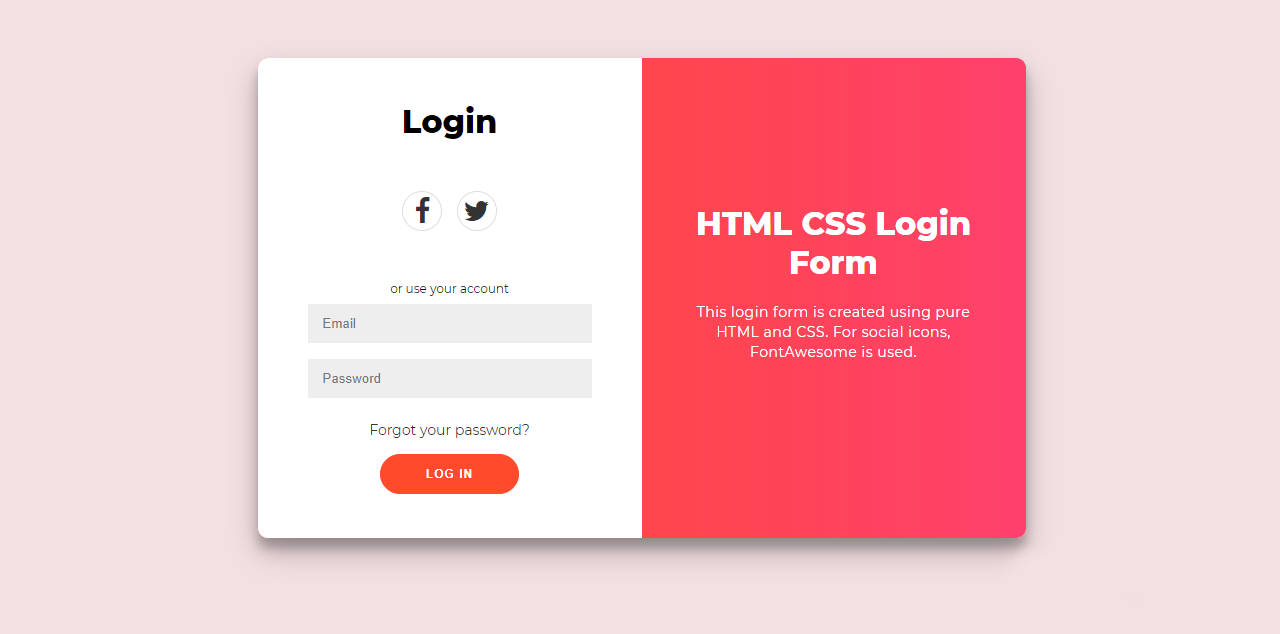 Login
or use your account
Email
Password
Forgot your password?
LOG IN
HTML CSS Login
Form
This login form is created using pure
HTML and CSS. For social icons,
FontAwesome is used.